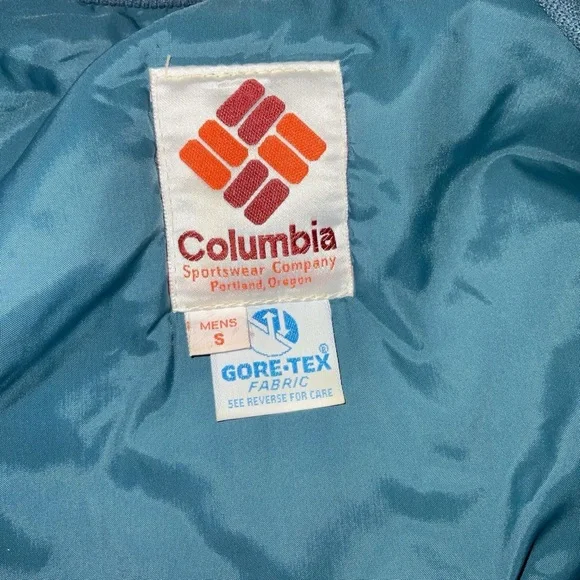 Columbia
Sportswear Company
Portland, Oregon
MENS
S
GORE-TEX®
FABRIC
SEE REVERSE FOR CARE